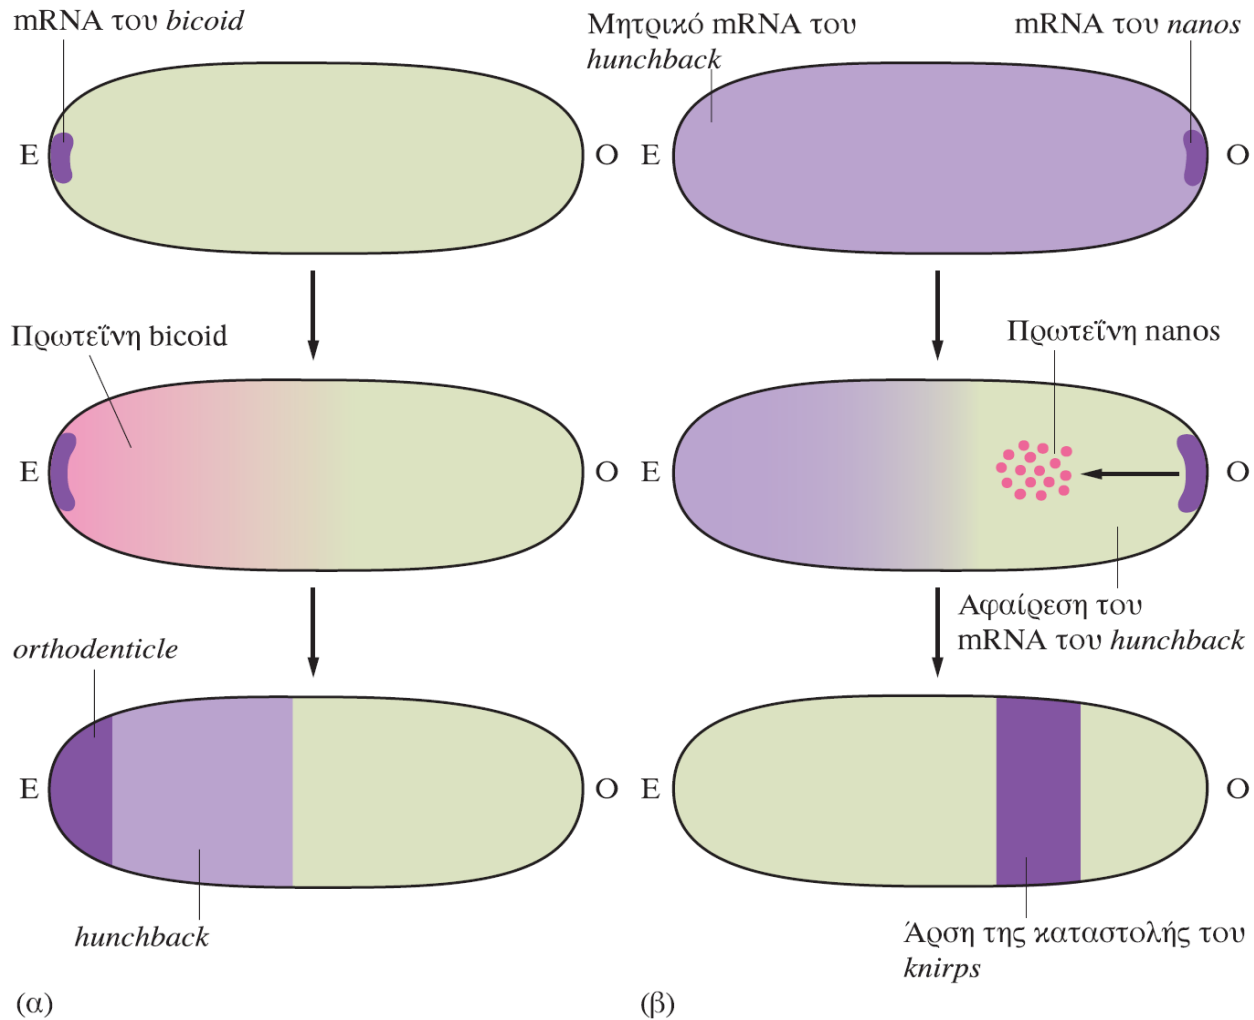 mRNA του bicoid
E
O
Πρωτεΐνη bicoid
E
O
orthodenticle
E
O
hunchback
(α)
Μητρικό mRNA του
hunchback
mRNA του nanos
E
O
Πρωτεΐνη nanos
E
O
Αφαίρεση του
mRNA του hunchback
E
O
Άρση της καταστολής του
knirps
(β)